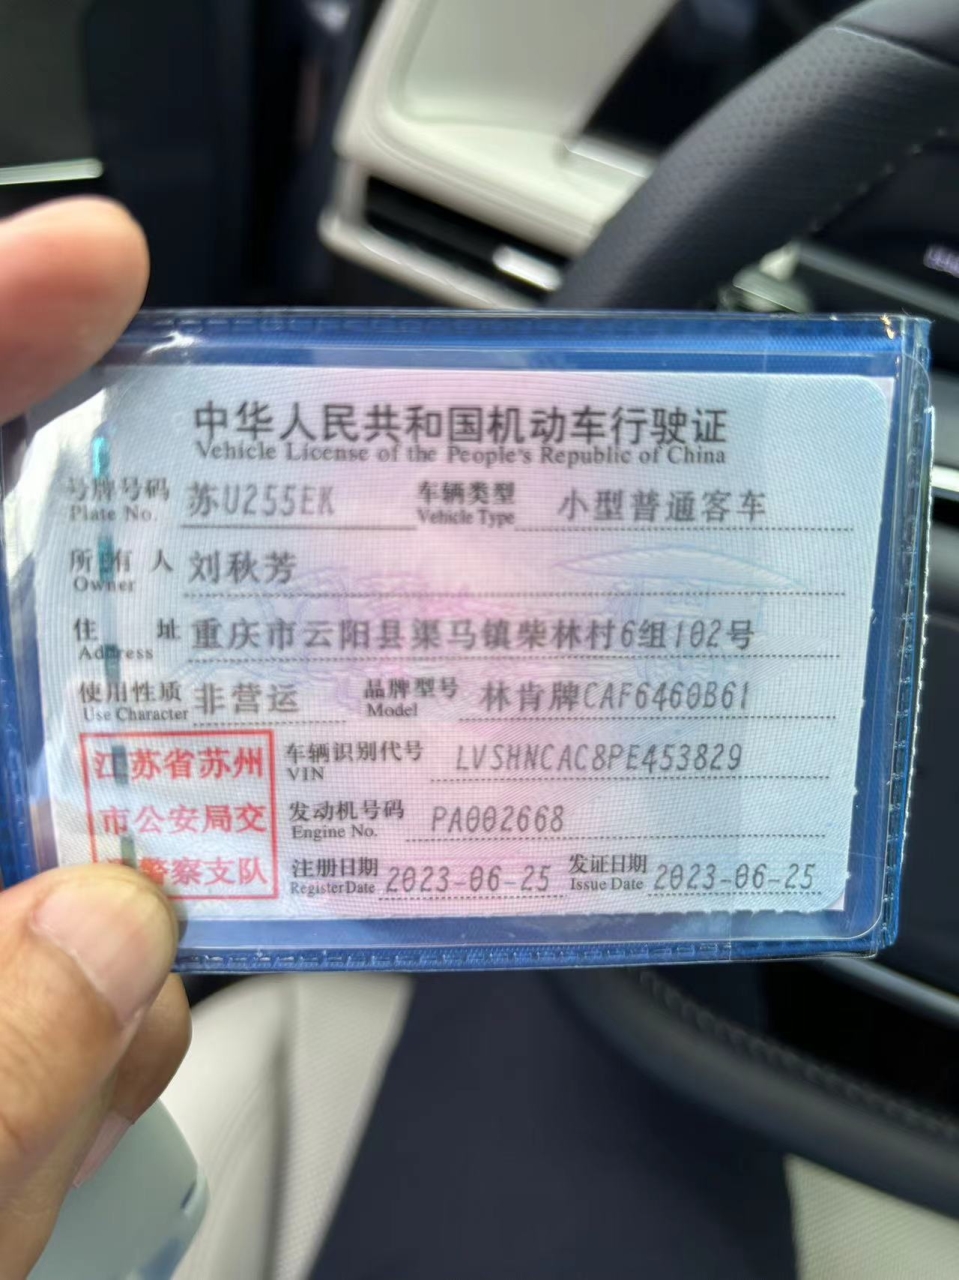 中华人民共和国机动车行驶证
Vehicle License of the People's Republic of China
号牌号码 苏U255EK 车辆类型 小型普通客车
Plate No. Vehicle Type
所有人 刘秋芳
Owner
住址 重庆市云阳县渠马镇柴林村6组102号
Address
使用性质 非营运 品牌型号 林肯牌CAF6460B61
Use Character Model
江苏省苏州 车辆识别代号 LVSHNCAC8PE453829
VIN
市公安局交 发动机号码 PA002668
Engine No.
警察支队 注册日期 2023-06-25 发证日期 2023-06-25
Register Date Issue Date